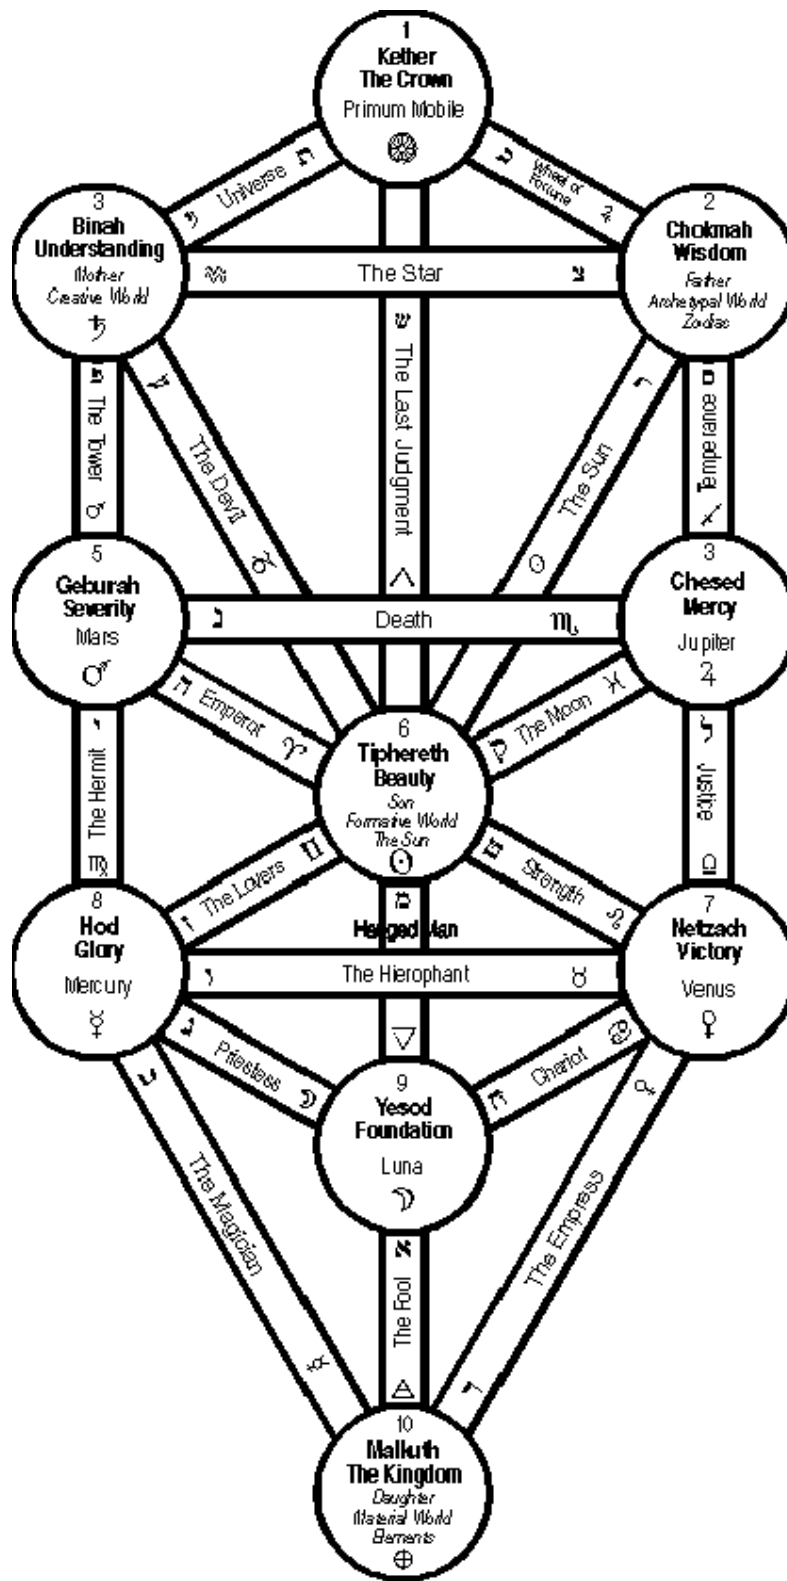 1
Kether
The Crown
Primum Mobile
ת
Universe
♄
כ
Wheel of
Fortune
♃
3
Binah
Understanding
Mother
Creative World
♄
2
Chokmah
Wisdom
Father
Archetypal World
Zodiac
♒
The Star
צ
ש
The Last Judgment
△
The Tower
♂
The Devil
♑
ר
The Sun
☉
Temperance
♐
5
Geburah
Severity
Mars
♂
3
Chesed
Mercy
Jupiter
♃
נ
Death
♏
ה
Emperor
♈
ק
The Moon
♓
6
Tiphereth
Beauty
Son
Formative World
The Sun
☉
י
The Hermit
♍
ל
Justice
♎
The Lovers
♊
ז
Strength
♌
מ
Hanged Man
8
Hod
Glory
Mercury
☿
7
Netzach
Victory
Venus
♀
The Hierophant
♉
▽
Priestess
☽
ח
Chariot
♋
9
Yesod
Foundation
Luna
☽
The Magician
☿
א
The Fool
The Empress
♀
10
Malkuth
The Kingdom
Daughter
Material World
Elements
⊕